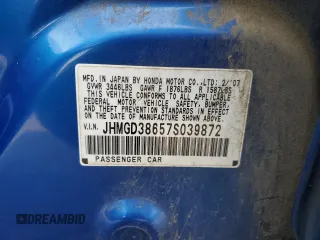 MFD. IN JAPAN BY HONDA MOTOR CO., LTD. 2/07
GVWR 3446LBS GAWR F 1876LBS R 1587LBS
THIS VEHICLE CONFORMS TO ALL APPLICABLE
FEDERAL MOTOR VEHICLE SAFETY, BUMPER,
AND THEFT PREVENTION STANDARDS IN EFFECT
ON THE DATE OF MANUFACTURE SHOWN ABOVE.
V.I.N. JHMGD38657S039872
PASSENGER CAR
DREAMBID